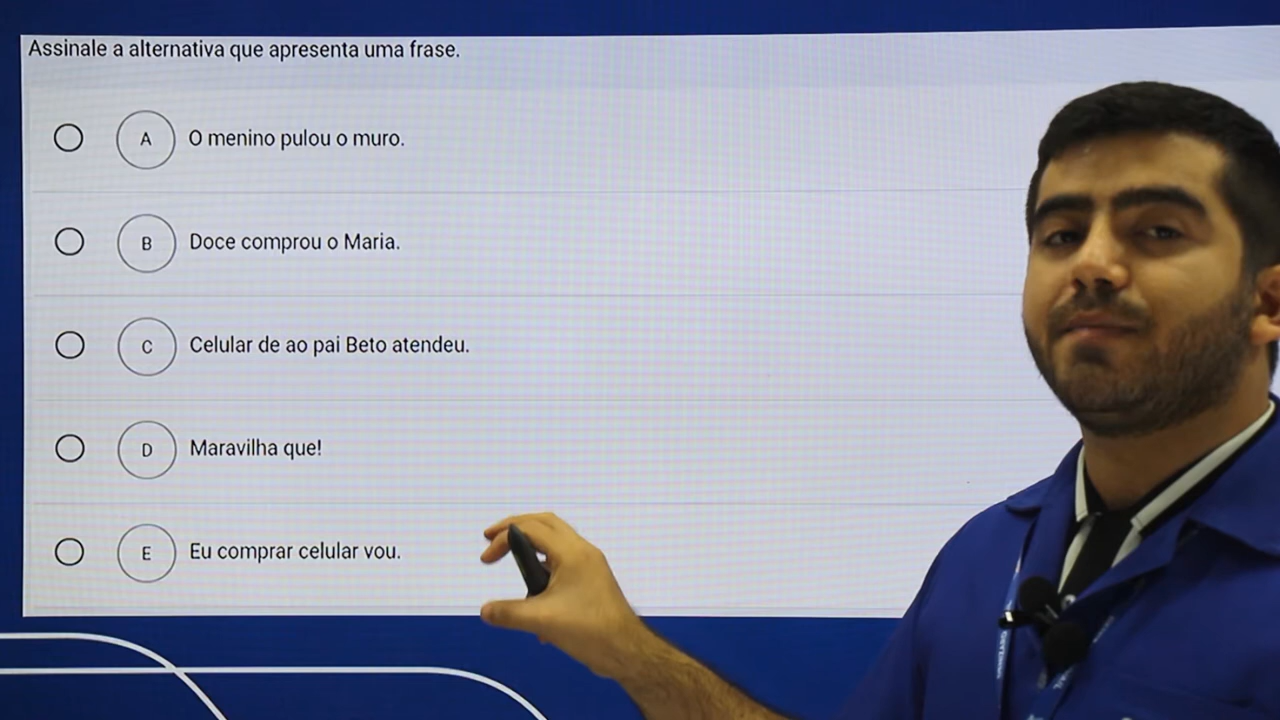 Assinale a alternativa que apresenta uma frase.
A O menino pulou o muro.
B Doce comprou o Maria.
C Celular de ao pai Beto atendeu.
D Maravilha que!
E Eu comprar celular vou.